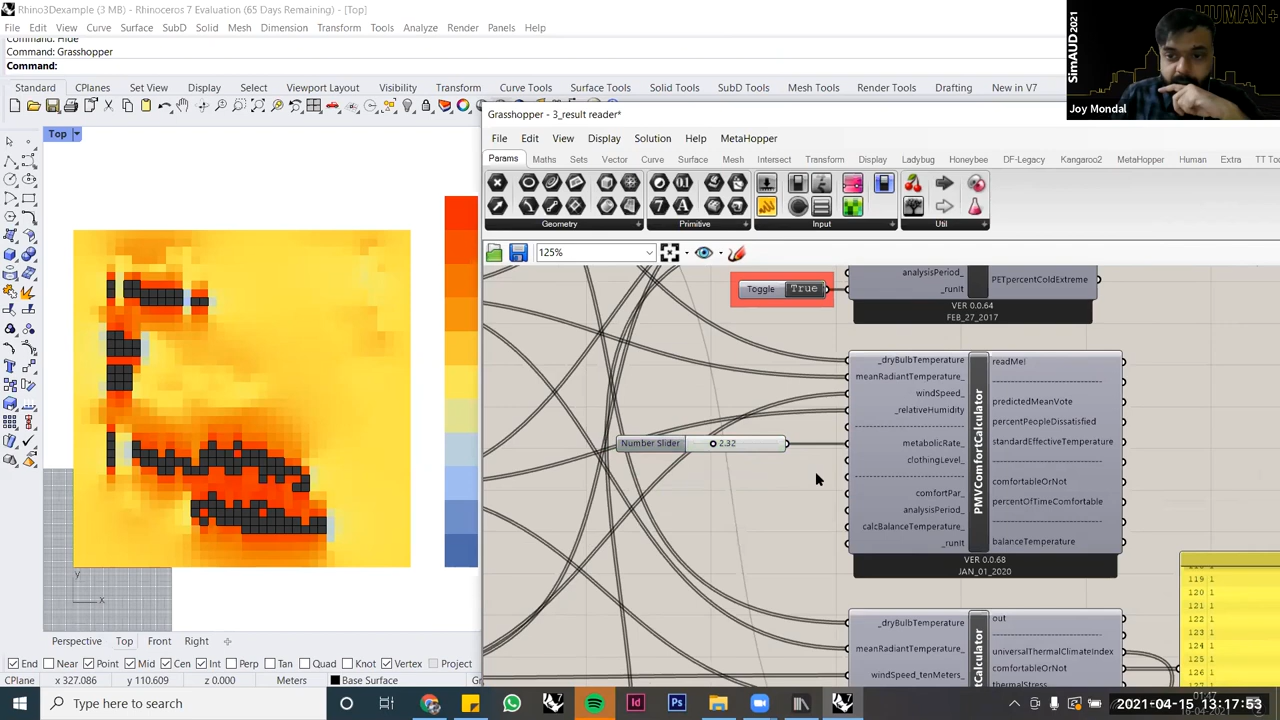 Rhino3Dexample (3 MB) - Rhinoceros 7 Evaluation (65 Days Remaining) - [Top]
File Edit View Curve Surface SubD Solid Mesh Dimension Transform Tools Analyze Render Panels Help
Command: Hide
Command: Grasshopper
Command:
Standard CPlanes Set View Display Select Viewport Layout Visibility Transform Curve Tools Surface Tools Solid Tools SubD Tools Mesh Tools Render Tools Drafting New in V7
SimAUD2021
HUMAN+
Joy Mondal
Top
Grasshopper - 3_result reader*
File Edit View Display Solution Help MetaHopper
Params Maths Sets Vector Curve Surface Mesh Intersect Transform Display Ladybug Honeybee DF-Legacy Kangaroo2 MetaHopper Human Extra TT Tool
Geometry Primitive Input Util
125%
Toggle True
analysisPeriod_
_runIt
PETpercentColdExtreme
VER 0.0.64
FEB_27_2017
_dryBulbTemperature
meanRadiantTemperature_
windSpeed_
_relativeHumidity
Number Slider 2.32
metabolicRate_
clothingLevel_
comfortPar_
analysisPeriod_
calcBalanceTemperature_
_runIt
PMVComfortCalculator
readMe!
predictedMeanVote
percentPeopleDissatisfied
standardEffectiveTemperature
comfortableOrNot
percentOfTimeComfortable
balanceTemperature
VER 0.0.68
JAN_01_2020
_dryBulbTemperature
meanRadiantTemperature_
windSpeed_tenMeters_
out
universalThermalClimateIndex
comfortableOrNot
thermalStress
119 1
120 1
121 1
122 1
123 1
124 1
125 1
126 1
y
x
Perspective Top Front Right
End Near Point Mid Cen Int Perp Tan Quad Knot Vertex Project
CPlane x 327.086 y 110.609 z 0.000 Meters Base Surface
Type here to search
01:47
2021-04-15 13:17:53